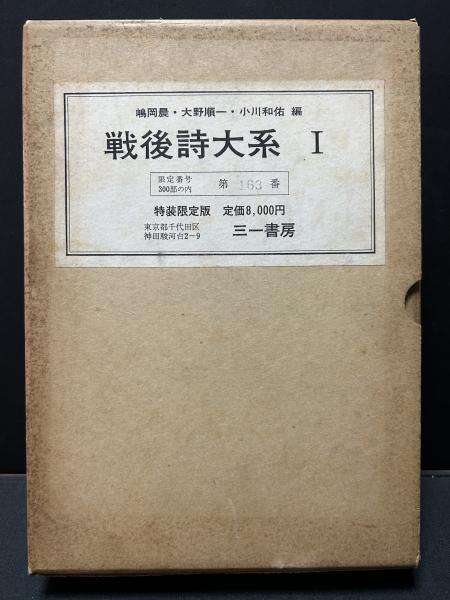 嶋岡晨・大野順一・小川和佑 編
戦後詩大系 Ⅰ
限定番号
300部の内
第 163 番
特装限定版 定価8,000円
東京都千代田区
神田駿河台2−9
三一書房